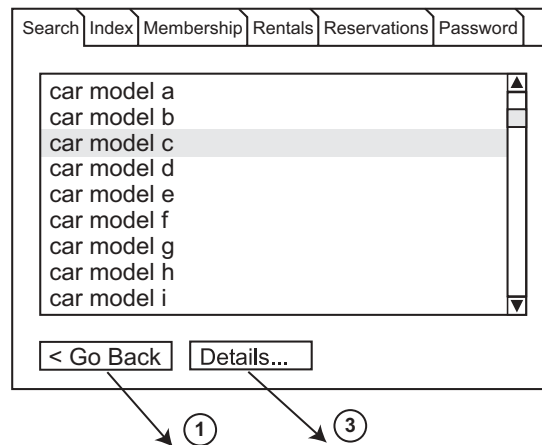 Search Index Membership Rentals Reservations Password
car model a
car model b
car model c
car model d
car model e
car model f
car model g
car model h
car model i
< Go Back Details...
1 3